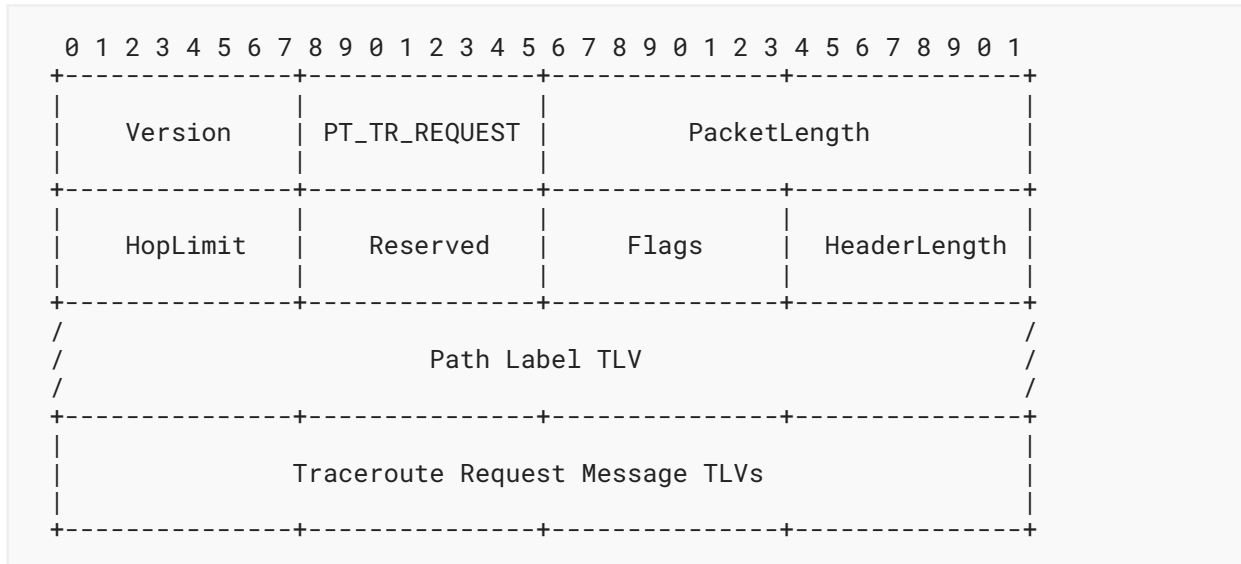 0 1 2 3 4 5 6 7 8 9 0 1 2 3 4 5 6 7 8 9 0 1 2 3 4 5 6 7 8 9 0 1
+---------------+---------------+---------------+---------------+
|               |               |                               |
|    Version    | PT_TR_REQUEST |         PacketLength          |
|               |               |                               |
+---------------+---------------+---------------+---------------+
|               |               |               |               |
|    HopLimit   |    Reserved   |     Flags     |  HeaderLength |
|               |               |               |               |
+---------------+---------------+---------------+---------------+
/                                                               /
/                        Path Label TLV                         /
/                                                               /
+---------------+---------------+---------------+---------------+
|                                                               |
|               Traceroute Request Message TLVs                 |
|                                                               |
+---------------+---------------+---------------+---------------+